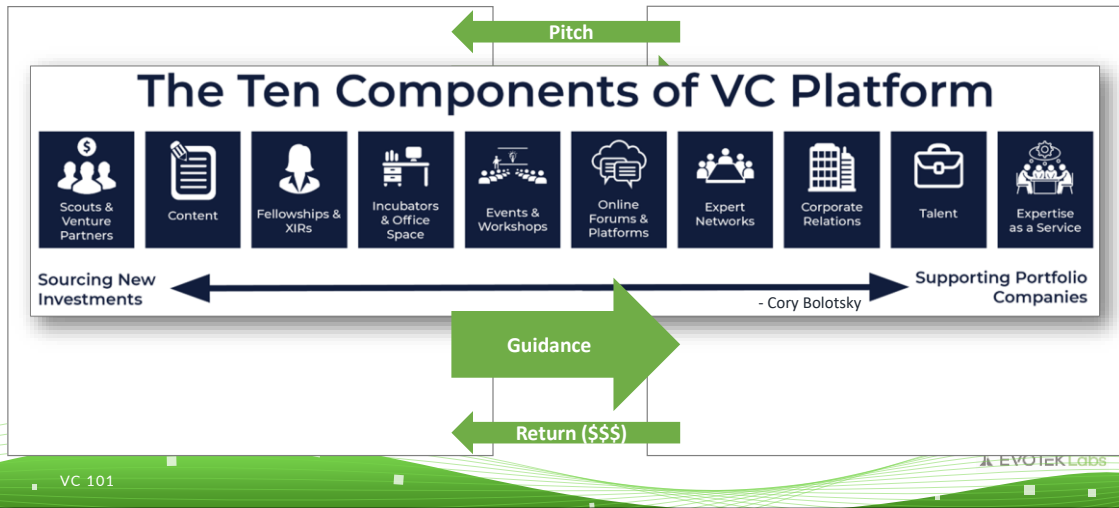 Pitch
The Ten Components of VC Platform
Scouts &
Venture
Partners
Content
Fellowships &
XIRs
Incubators
& Office
Space
Events &
Workshops
Online
Forums &
Platforms
Expert
Networks
Corporate
Relations
Talent
Expertise
as a Service
Sourcing New
Investments
Supporting Portfolio
Companies
- Cory Bolotsky
Guidance
Return ($$$)
EVOTEK Labs
VC 101